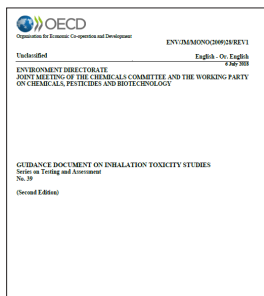 OECD
Organisation for Economic Co-operation and Development
ENV/JM/MONO(2009)28/REV1
Unclassified
English - Or. English
6 July 2018
ENVIRONMENT DIRECTORATE
JOINT MEETING OF THE CHEMICALS COMMITTEE AND THE WORKING PARTY
ON CHEMICALS, PESTICIDES AND BIOTECHNOLOGY
GUIDANCE DOCUMENT ON INHALATION TOXICITY STUDIES
Series on Testing and Assessment
No. 39
(Second Edition)